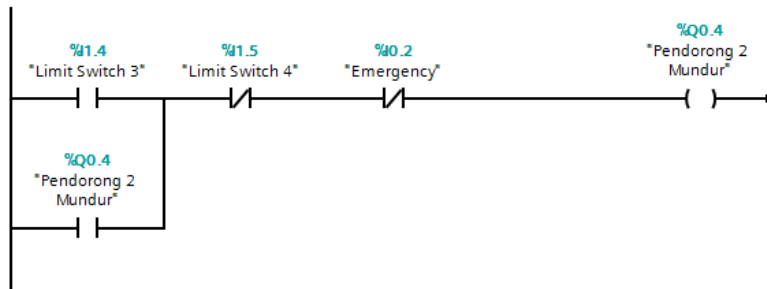 %I1.4
"Limit Switch 3"
%I1.5
"Limit Switch 4"
%I0.2
"Emergency"
%Q0.4
"Pendorong 2
Mundur"
%Q0.4
"Pendorong 2
Mundur"